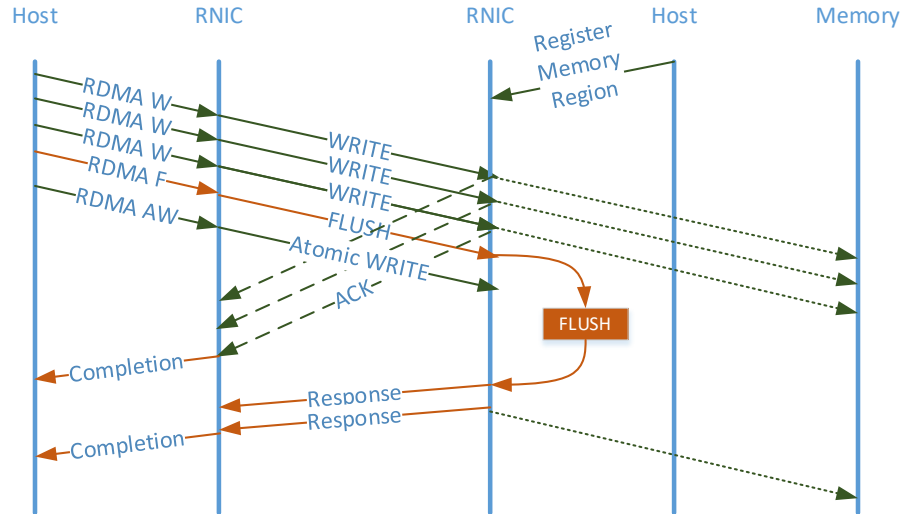 Host
RNIC
RNIC
Host
Memory
Register
Memory
Region
RDMA W
RDMA W
RDMA W
RDMA F
RDMA AW
WRITE
WRITE
WRITE
FLUSH
Atomic WRITE
ACK
FLUSH
Completion
Response
Response
Completion